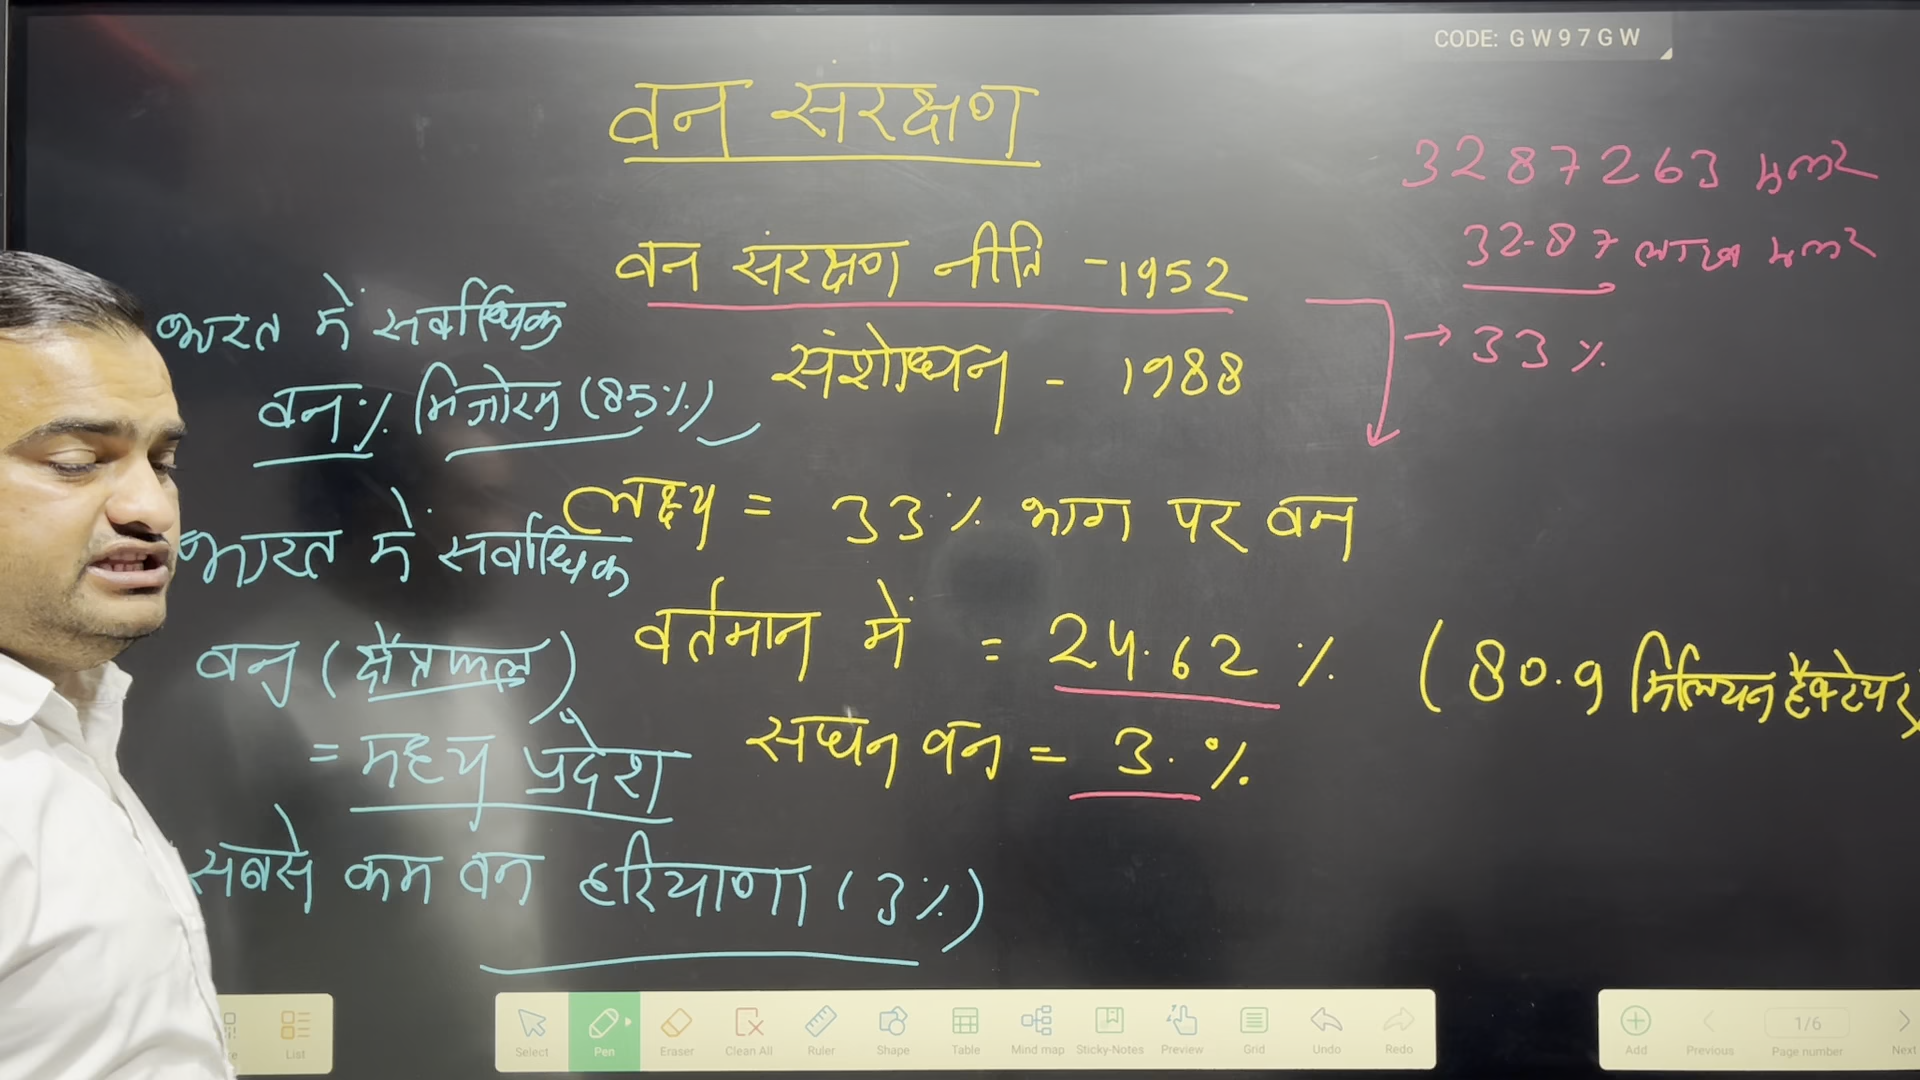 CODE: GW97GW
वन संरक्षण
3287263 km²
32.87 लाख km²
वन संरक्षण नीति - 1952
→ 33%
संशोधन - 1988
भारत में सर्वाधिक
वन% मिजोरम (85%)
लक्ष्य = 33% भाग पर वन
भारत में सर्वाधिक
वन (क्षेत्रफल)
= मध्य प्रदेश
वर्तमान में = 24.62% (80.9 मिलियन हैक्टेयर)
सघन वन = 3.%
सबसे कम वन हरियाणा (3%)
List
Select Pen Eraser Clean All Ruler Shape Table Mind map Sticky-Notes Preview Grid Undo Redo
1/6
Add Previous Page number Next